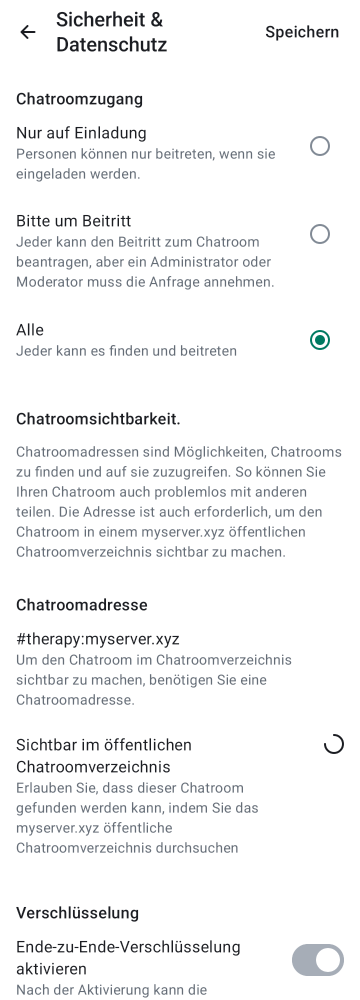 Sicherheit &
Datenschutz
Speichern
Chatroomzugang
Nur auf Einladung
Personen können nur beitreten, wenn sie
eingeladen werden.
Bitte um Beitritt
Jeder kann den Beitritt zum Chatroom
beantragen, aber ein Administrator oder
Moderator muss die Anfrage annehmen.
Alle
Jeder kann es finden und beitreten
Chatroomsichtbarkeit.
Chatroomadressen sind Möglichkeiten, Chatrooms
zu finden und auf sie zuzugreifen. So können Sie
Ihren Chatroom auch problemlos mit anderen
teilen. Die Adresse ist auch erforderlich, um den
Chatroom in einem myserver.xyz öffentlichen
Chatroomverzeichnis sichtbar zu machen.
Chatroomadresse
#therapy:myserver.xyz
Um den Chatroom im Chatroomverzeichnis
sichtbar zu machen, benötigen Sie eine
Chatroomadresse.
Sichtbar im öffentlichen
Chatroomverzeichnis
Erlauben Sie, dass dieser Chatroom
gefunden werden kann, indem Sie das
myserver.xyz öffentliche
Chatroomverzeichnis durchsuchen
Verschlüsselung
Ende-zu-Ende-Verschlüsselung
aktivieren
Nach der Aktivierung kann die